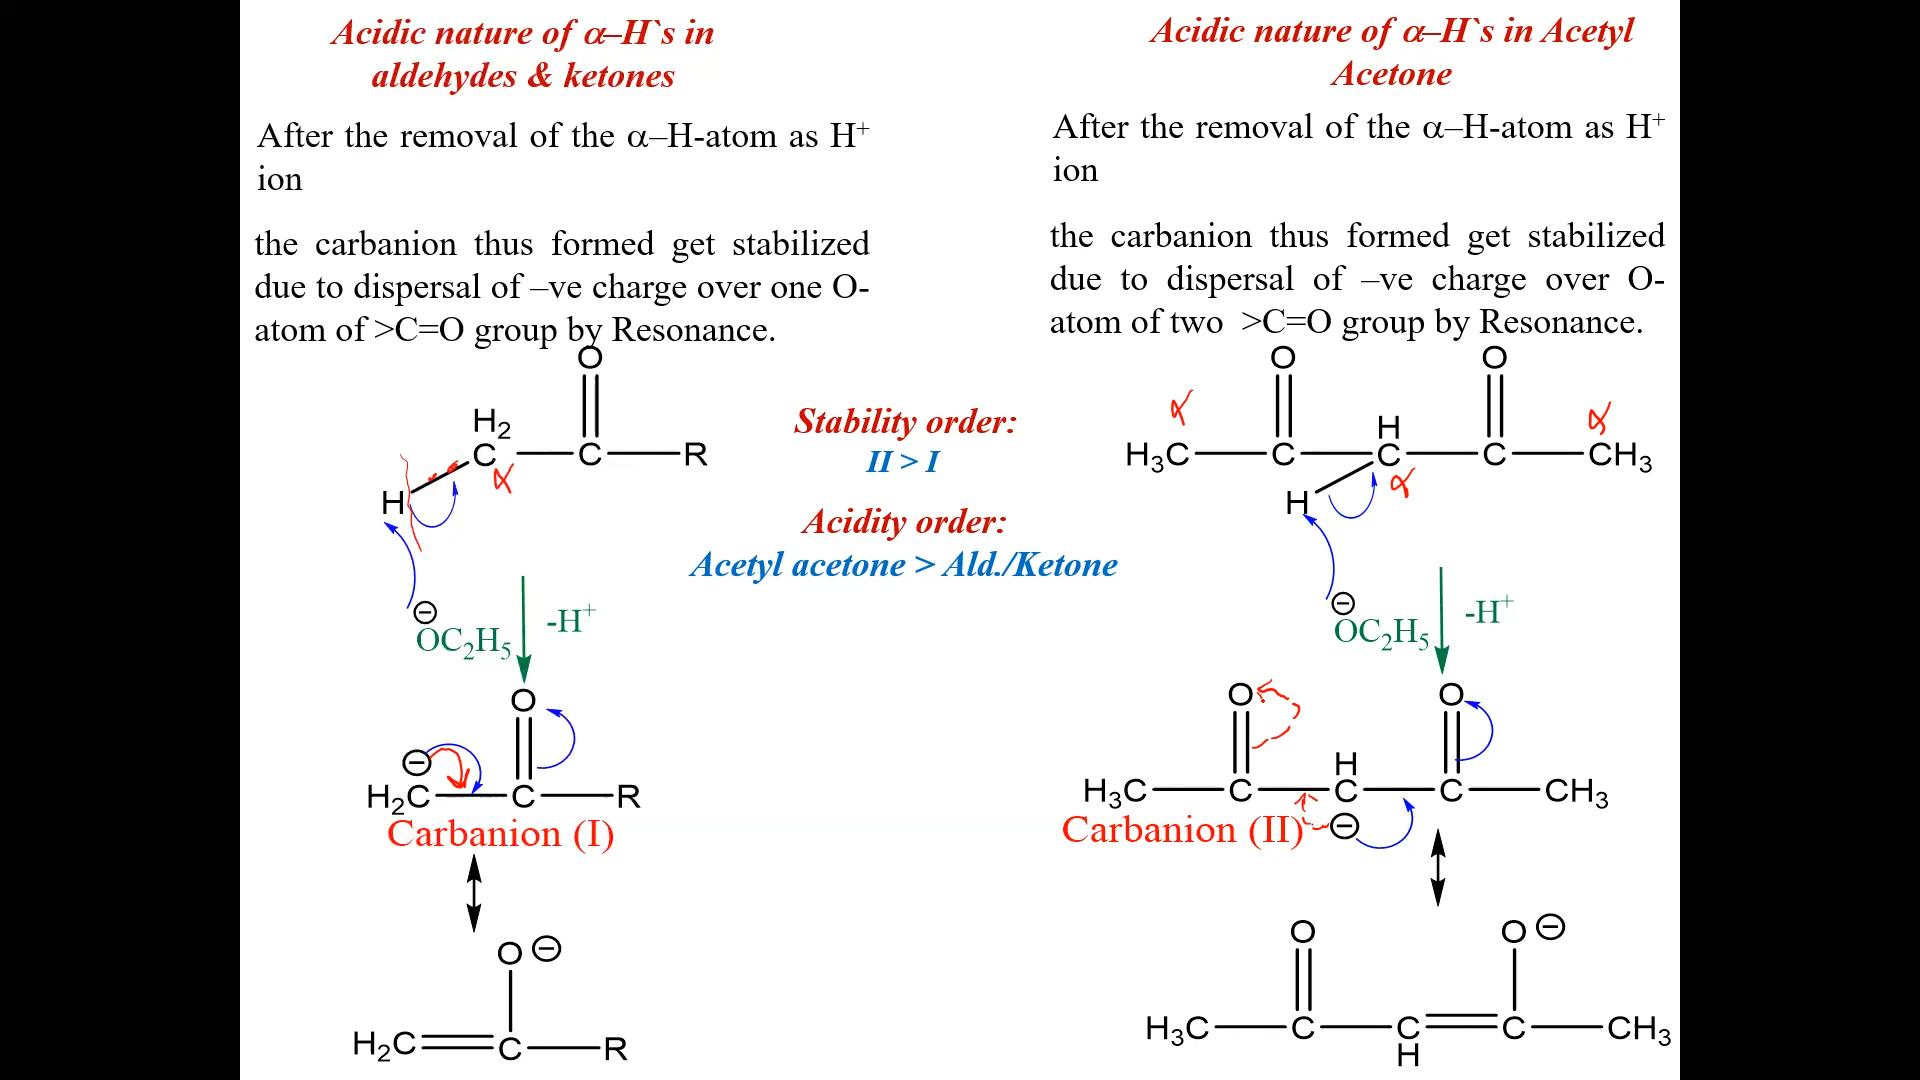 Acidic nature of α–H`s in
aldehydes & ketones
After the removal of the α–H-atom as H⁺
ion
the carbanion thus formed get stabilized
due to dispersal of –ve charge over one O-
atom of >C=O group by Resonance.
O
H₂
C C R
α
H
⊖
OC₂H₅
-H⁺
O
⊖
H₂C C R
Carbanion (I)
O ⊖
H₂C C R
Stability order:
II > I
Acidity order:
Acetyl acetone > Ald./Ketone
Acidic nature of α–H`s in Acetyl
Acetone
After the removal of the α–H-atom as H⁺
ion
the carbanion thus formed get stabilized
due to dispersal of –ve charge over O-
atom of two >C=O group by Resonance.
O O
α α
H
H₃C C C C CH₃
α
H
⊖
OC₂H₅
-H⁺
O O
H
H₃C C C C CH₃
Carbanion (II) ⊖
O O ⊖
H₃C C C C CH₃
H